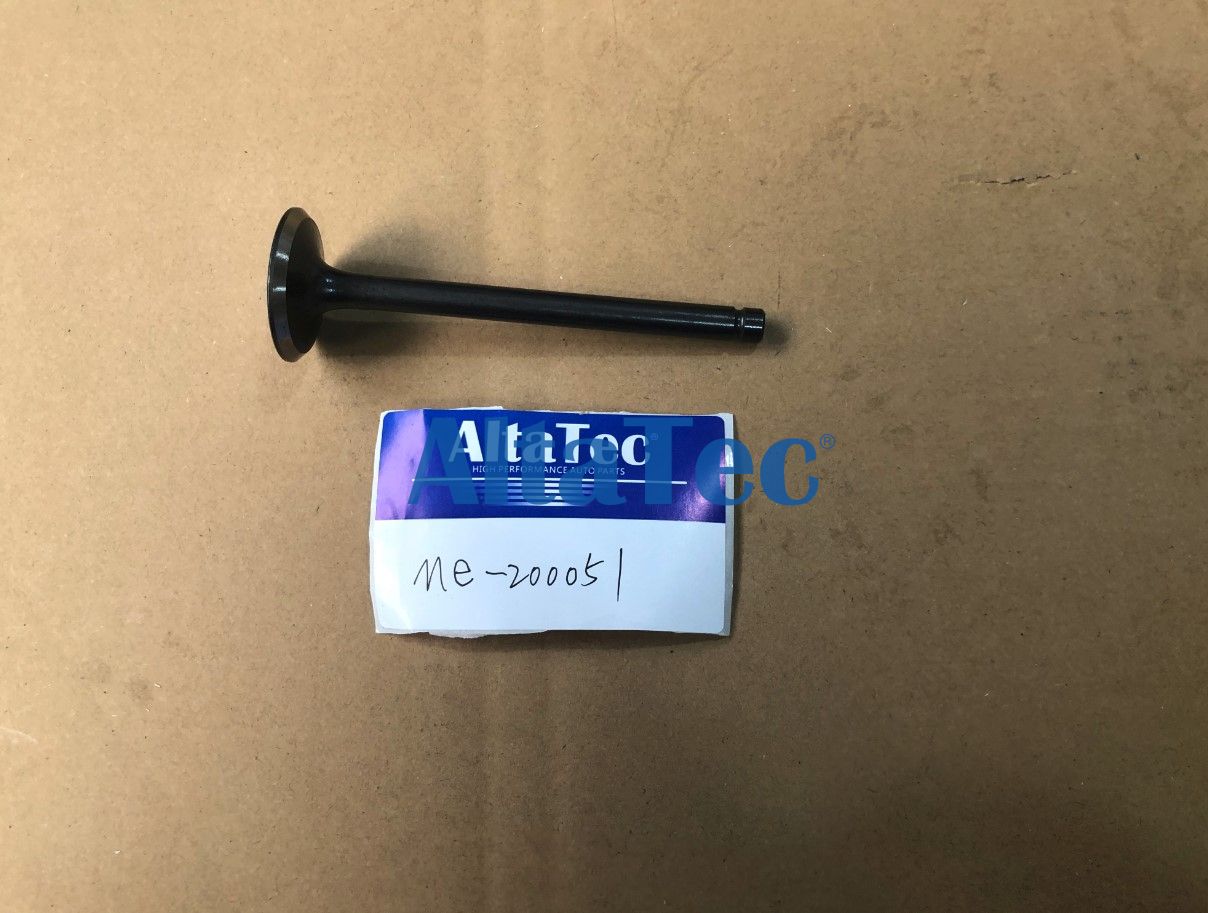 AltaTec®
HIGH PERFORMANCE AUTO PARTS
AltaTec®
ME-200051